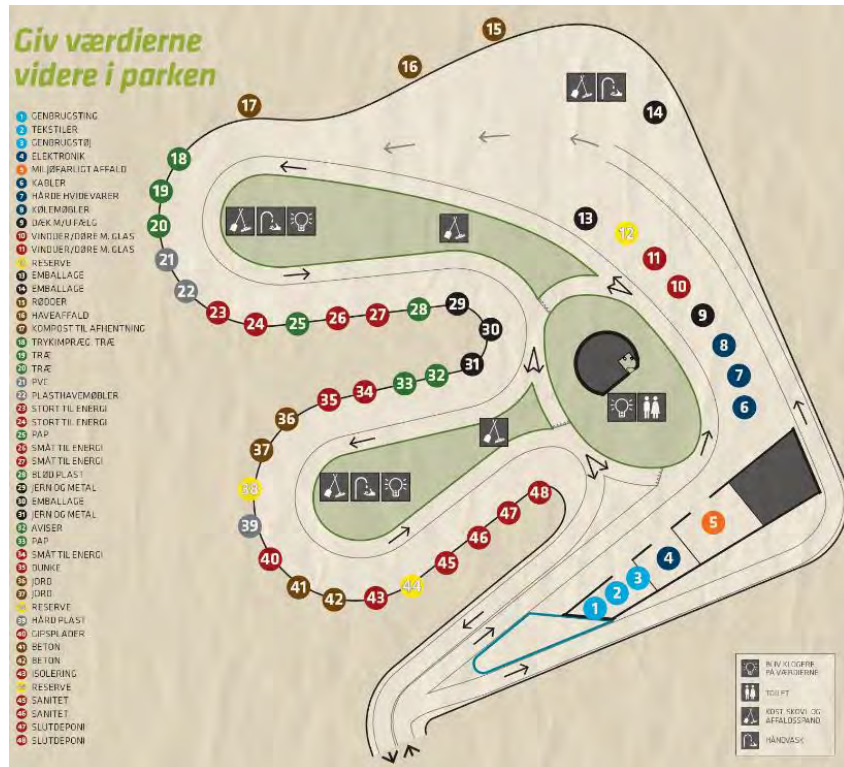 Giv værdierne
videre i parken
1 GENBRUGSTING
2 TEKSTILER
3 GENBRUGSTØJ
4 ELEKTRONIK
5 MILJØFARLIGT AFFALD
6 KABLER
7 HÅRDE HVIDEVARER
8 KØLEMØBLER
9 DÆK M/U FÆLG
10 VINDUER/DØRE M. GLAS
11 VINDUER/DØRE M. GLAS
RESERVE
13 EMBALLAGE
14 EMBALLAGE
15 RØDDER
16 HAVEAFFALD
17 KOMPOST TIL AFHENTNING
18 TRYKIMPRÆG. TRÆ
19 TRÆ
20 TRÆ
21 PVC
22 PLASTHAVEMØBLER
23 STORT TIL ENERGI
24 STORT TIL ENERGI
25 PAP
26 SMÅT TIL ENERGI
27 SMÅT TIL ENERGI
28 BLØD PLAST
29 JERN OG METAL
30 EMBALLAGE
31 JERN OG METAL
32 AVISER
33 PAP
34 SMÅT TIL ENERGI
35 DUNKE
36 JORD
37 JORD
RESERVE
39 HÅRD PLAST
40 GIPSPLADER
41 BETON
42 BETON
43 ISOLERING
RESERVE
45 SANITET
46 SANITET
47 SLUTDEPONI
48 SLUTDEPONI
15
16
17
14
18
19
20
21
22
23
24
25
26
27
28
29
30
31
32
33
34
35
36
37
38
39
40
41
42
43
44
45
46
47
48
13
12
11
10
9
8
7
6
5
4
3
2
1
BLIV KLOGERE
PÅ VÆRDIERNE
TOILET
KOST, SKOVL OG
AFFALDSSPAND
HÅNDVASK